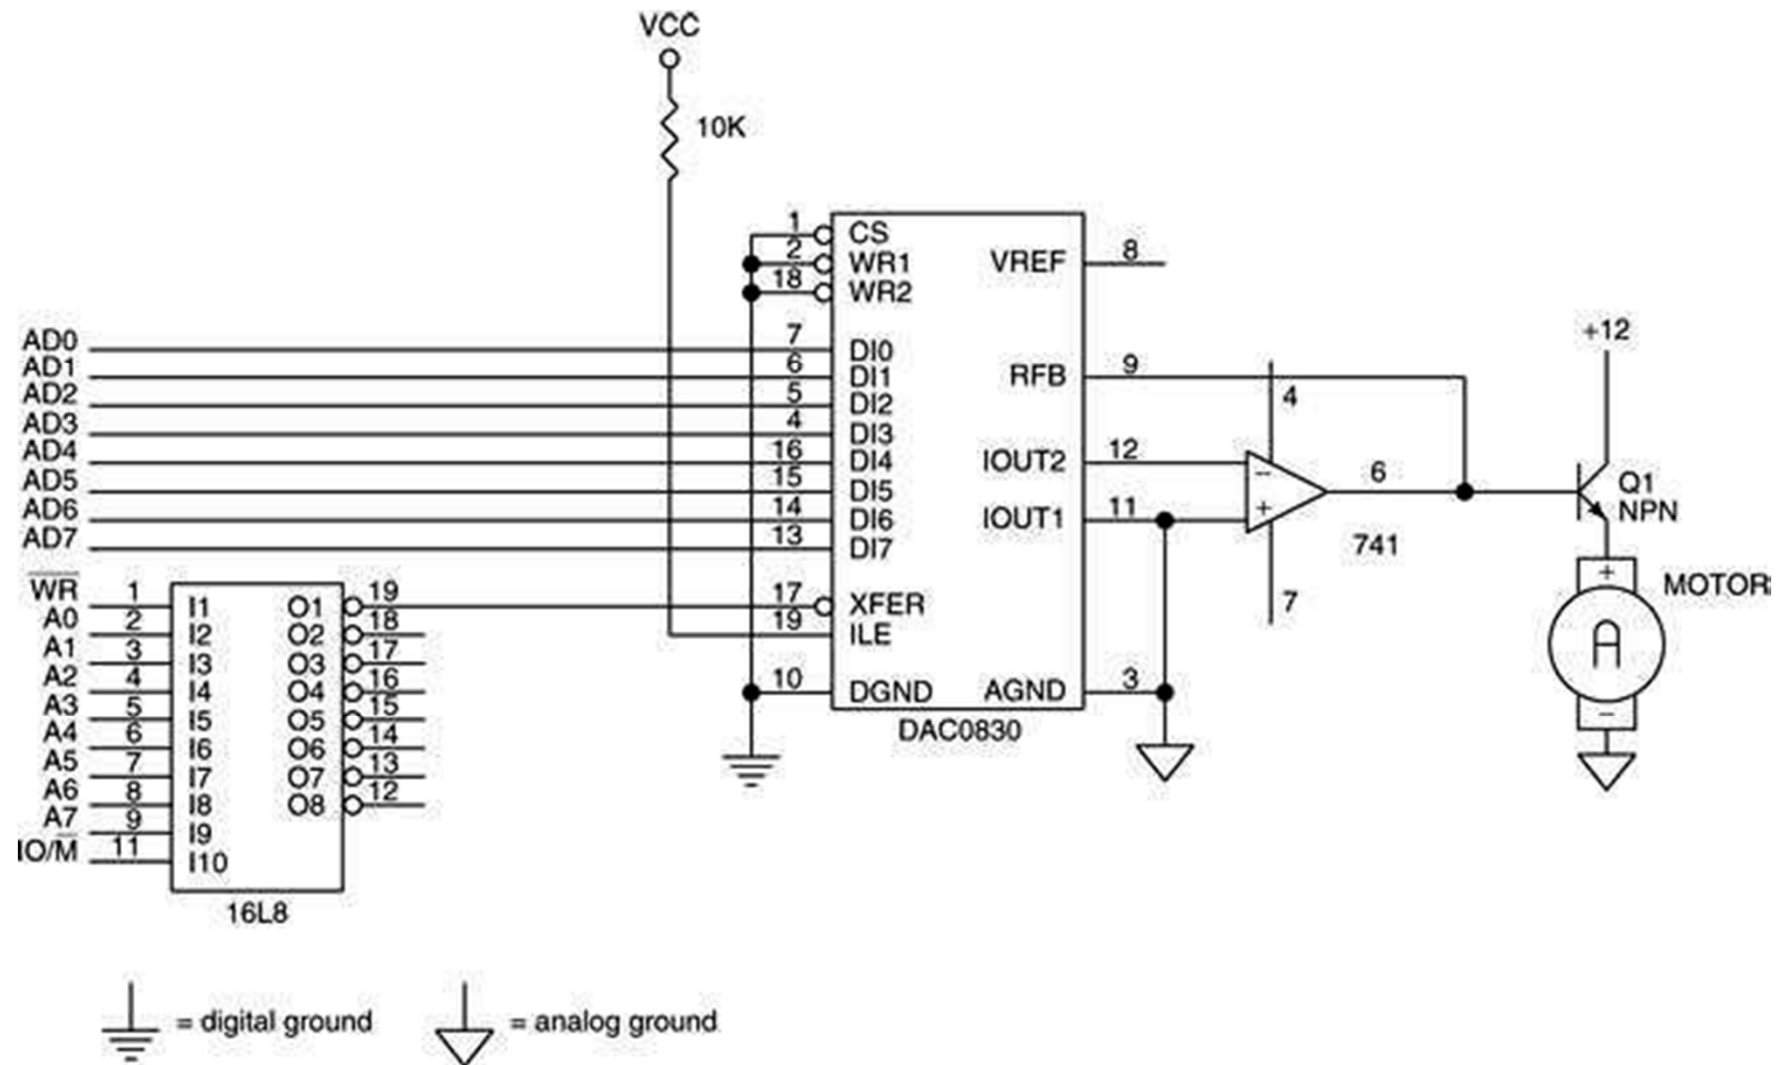 VCC
10K
1
CS
2
WR1
18
WR2
VREF
8
AD0
7
DI0
AD1
6
DI1
RFB
9
AD2
5
DI2
AD3
4
DI3
AD4
16
DI4
IOUT2
12
AD5
15
DI5
AD6
14
DI6
IOUT1
11
AD7
13
DI7
4
−
+
7
6
741
+12
Q1
NPN
+
MOTOR
A
−
WR
1
I1
O1
19
17
XFER
A0
2
I2
O2
18
19
ILE
A1
3
I3
O3
17
A2
4
I4
O4
16
10
DGND
AGND
3
A3
5
I5
O5
15
DAC0830
A4
6
I6
O6
14
A5
7
I7
O7
13
A6
8
I8
O8
12
A7
9
I9
IO/M
11
I10
16L8
= digital ground
= analog ground